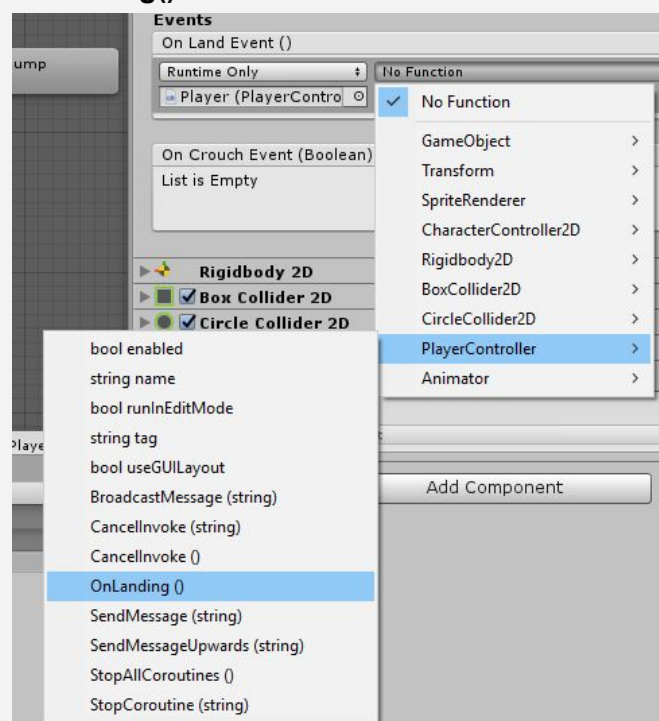 Events
On Land Event ()
ump
Runtime Only
No Function
Player (PlayerContro
No Function
GameObject
On Crouch Event (Boolean)
Transform
List is Empty
SpriteRenderer
CharacterController2D
Rigidbody2D
Rigidbody 2D
BoxCollider2D
Box Collider 2D
CircleCollider2D
Circle Collider 2D
PlayerController
Animator
bool enabled
string name
bool runInEditMode
string tag
Playe
bool useGUILayout
BroadcastMessage (string)
Add Component
CancelInvoke (string)
CancelInvoke ()
OnLanding ()
SendMessage (string)
SendMessageUpwards (string)
StopAllCoroutines ()
StopCoroutine (string)